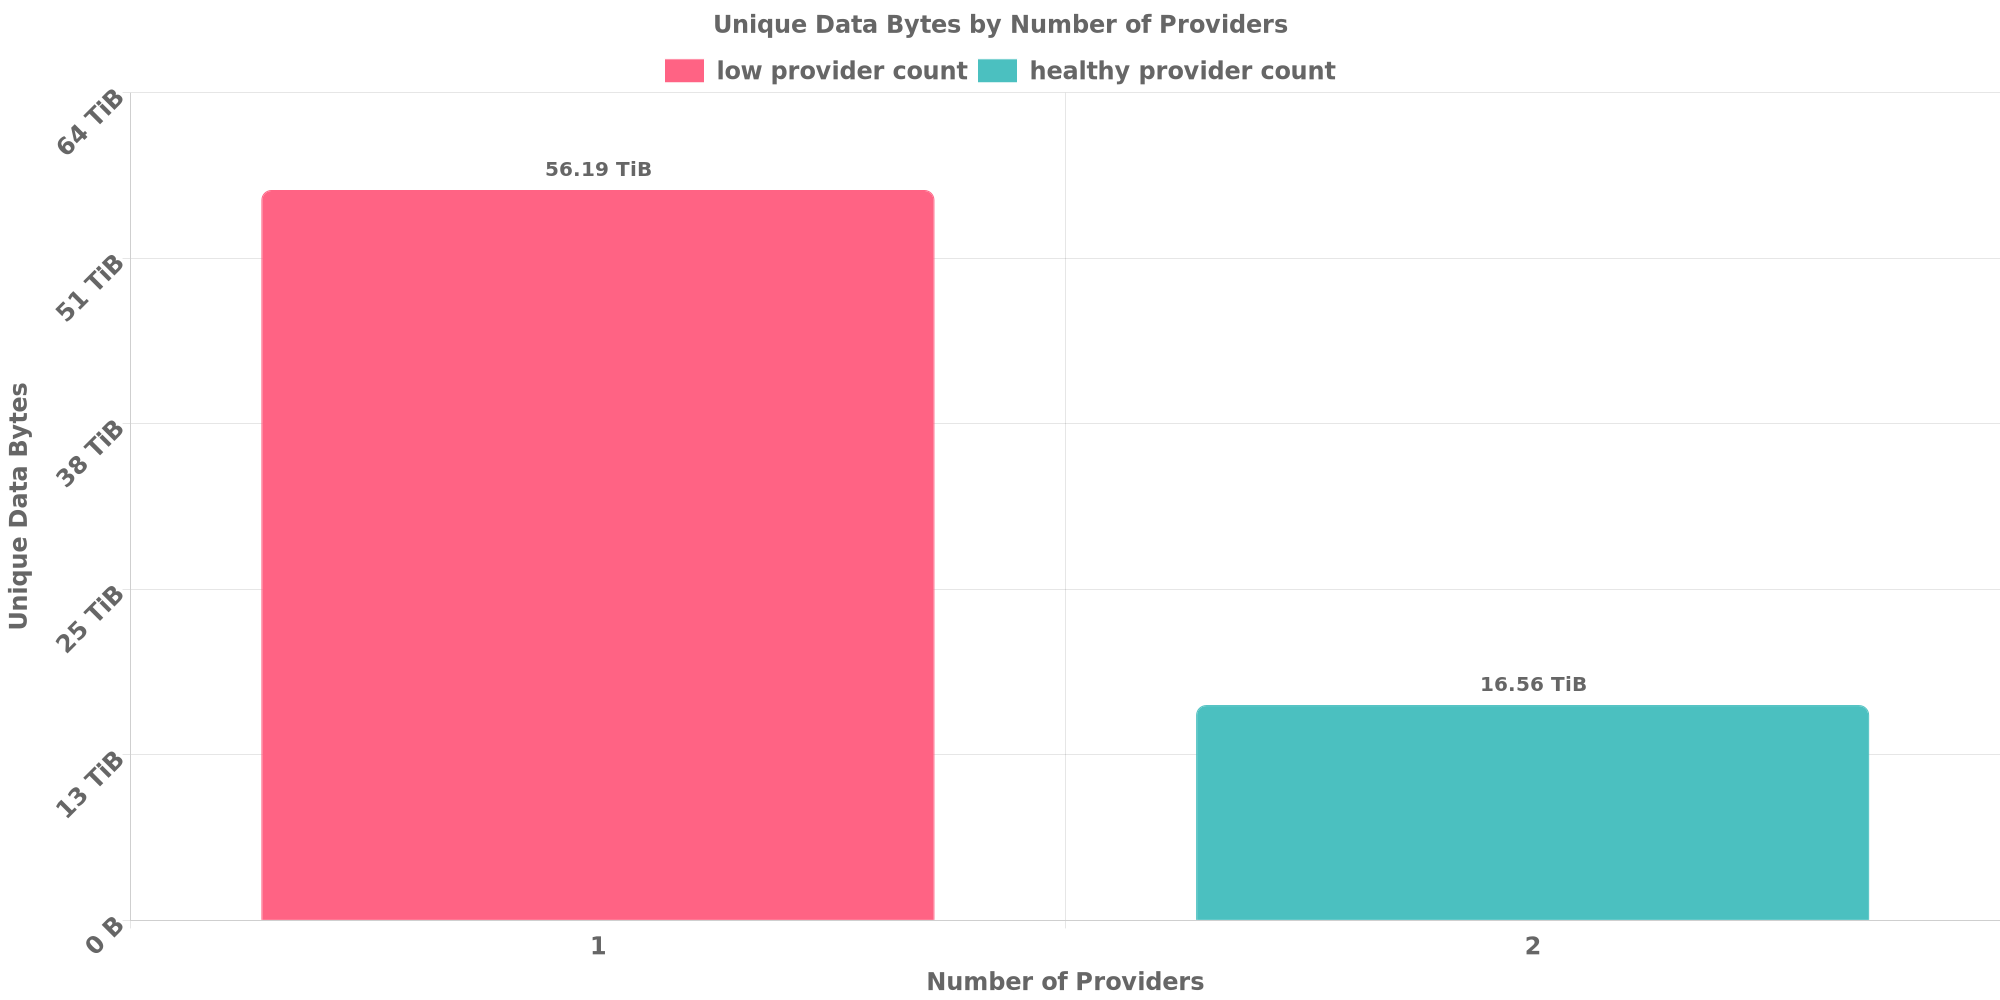 Unique Data Bytes by Number of Providers
low provider count
healthy provider count
64 TiB
51 TiB
38 TiB
25 TiB
13 TiB
0 B
Unique Data Bytes
56.19 TiB
16.56 TiB
1
2
Number of Providers